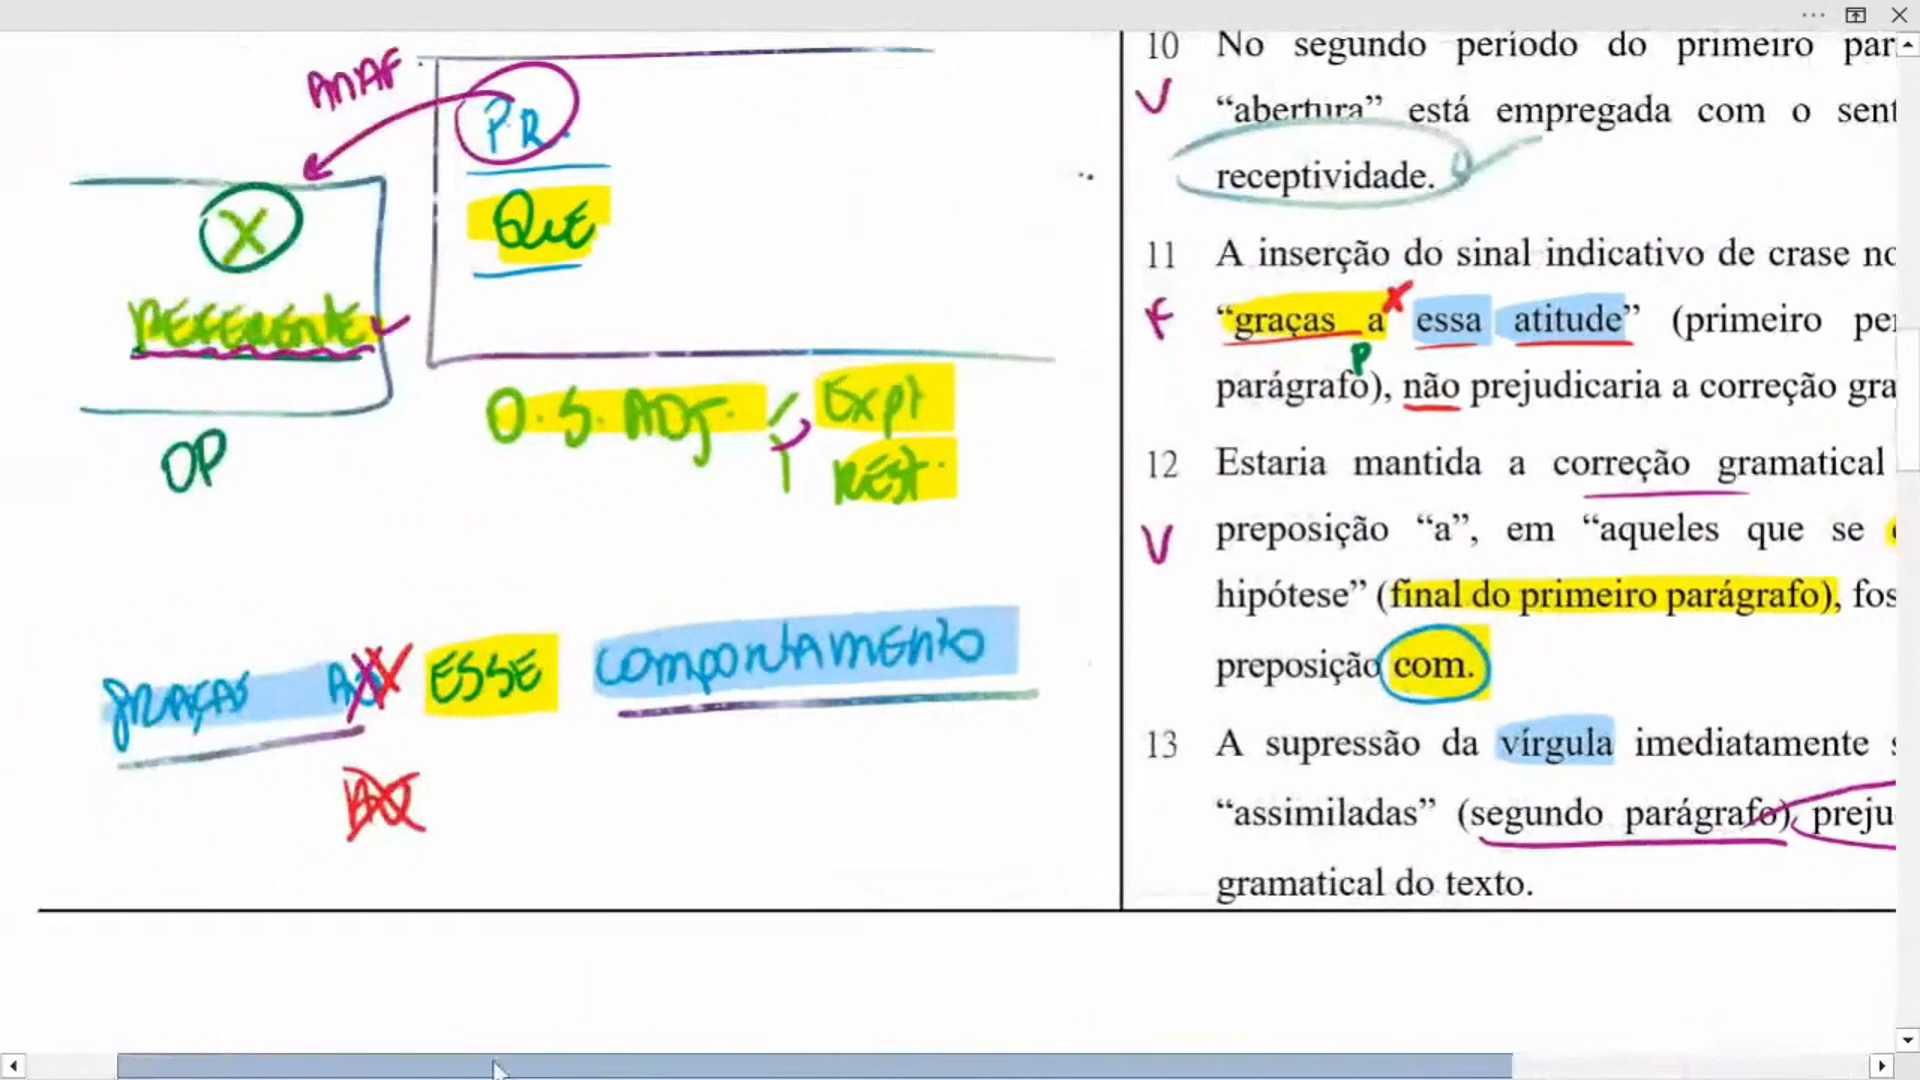 ANAF
P.R.
QUE
X
REFERENTE
OP
O.S.ADJ.
Expl
REST.
GRAÇAS A
ESSE
COMPORTAMENTO
10 No segundo período do primeiro par
V
“abertura” está empregada com o sent
receptividade.
11 A inserção do sinal indicativo de crase no
F
“graças a x essa atitude” (primeiro per
P
parágrafo), não prejudicaria a correção gra
12 Estaria mantida a correção gramatical
V
preposição “a”, em “aqueles que se
hipótese” (final do primeiro parágrafo), fos
preposição com.
13 A supressão da vírgula imediatamente s
“assimiladas” (segundo parágrafo), preju
gramatical do texto.